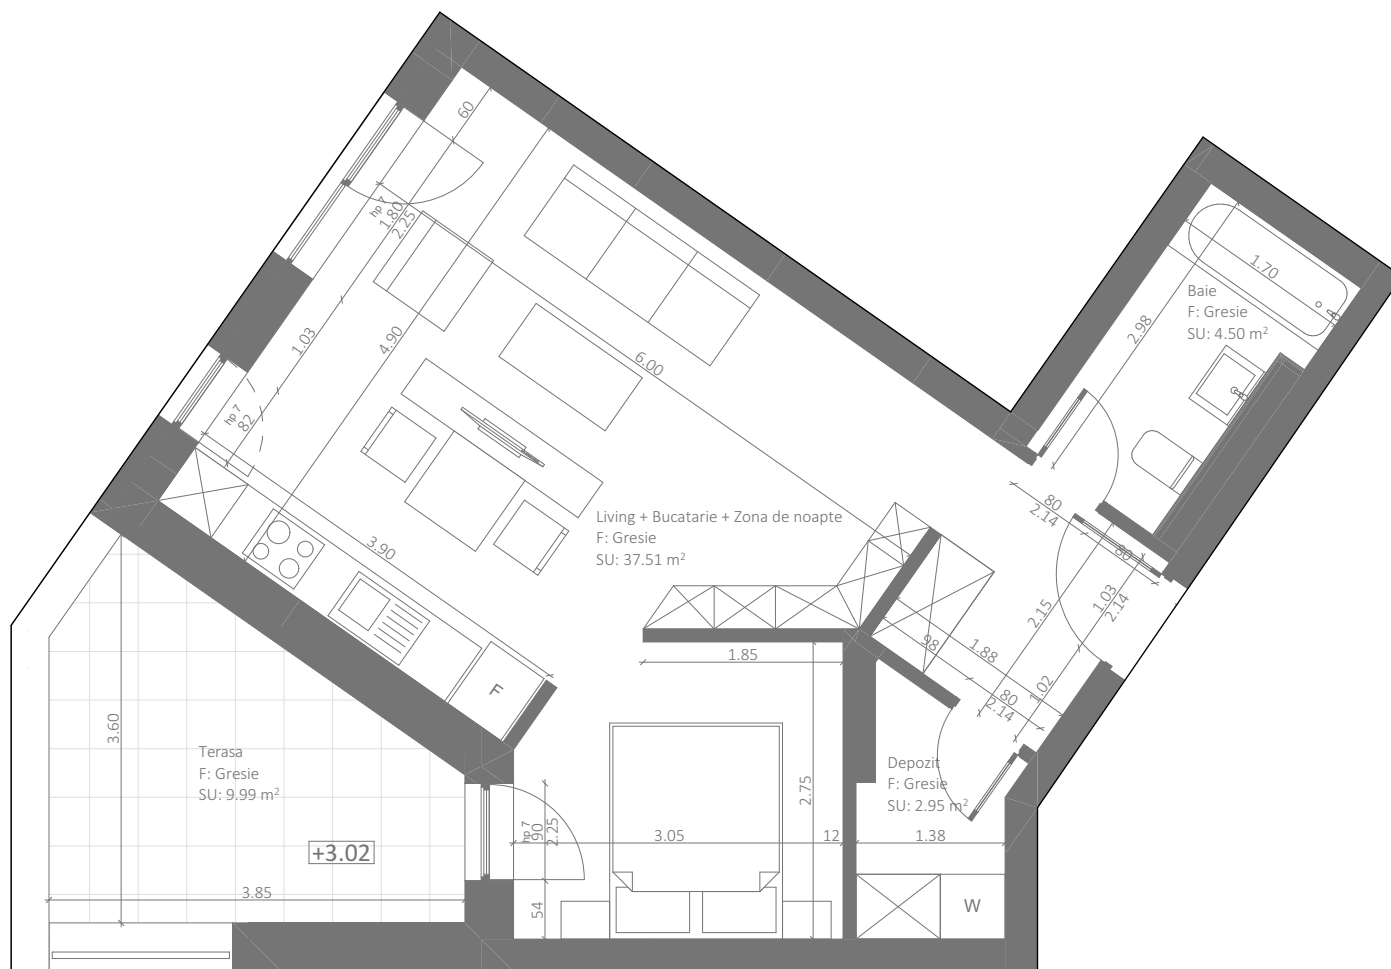 60
hp 7
1.80
2.25
1.03
4.90
6.00
hp 7
82
3.90
Living + Bucatarie + Zona de noapte
F: Gresie
SU: 37.51 m²
Baie
F: Gresie
SU: 4.50 m²
1.70
2.98
80
2.14
80
1.03
2.14
2.15
98
1.88
80
2.14
1.02
1.85
F
3.60
Terasa
F: Gresie
SU: 9.99 m²
+3.02
3.85
hp 7
90
2.25
54
3.05
2.75
12
Depozit
F: Gresie
SU: 2.95 m²
1.38
W